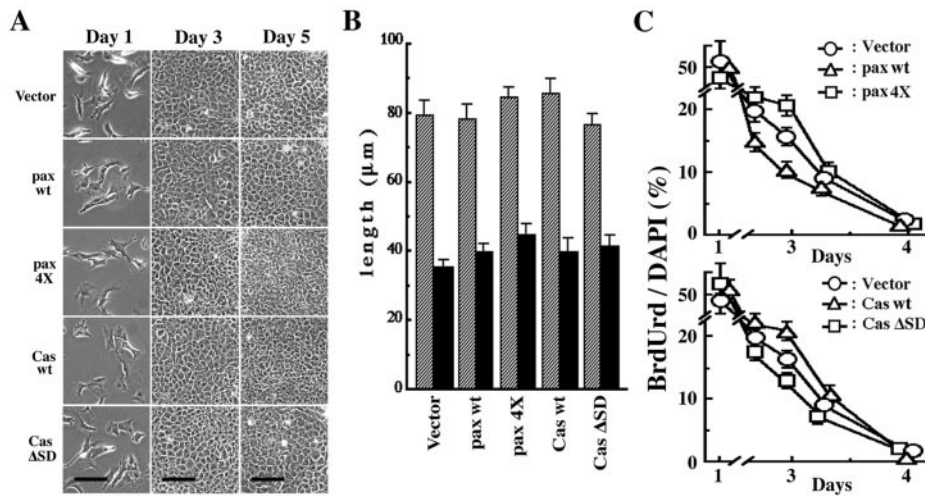 A
Day 1 Day 3 Day 5
Vector
pax
wt
pax
4X
Cas
wt
Cas
ΔSD
B
length (μm)
100
80
60
40
20
0
Vector
pax wt
pax 4X
Cas wt
Cas ΔSD
C
BrdUrd / DAPI (%)
50
20
10
0
1 3 4
Days
: Vector
: pax wt
: pax 4X
50
20
10
0
1 3 4
Days
: Vector
: Cas wt
: Cas ΔSD